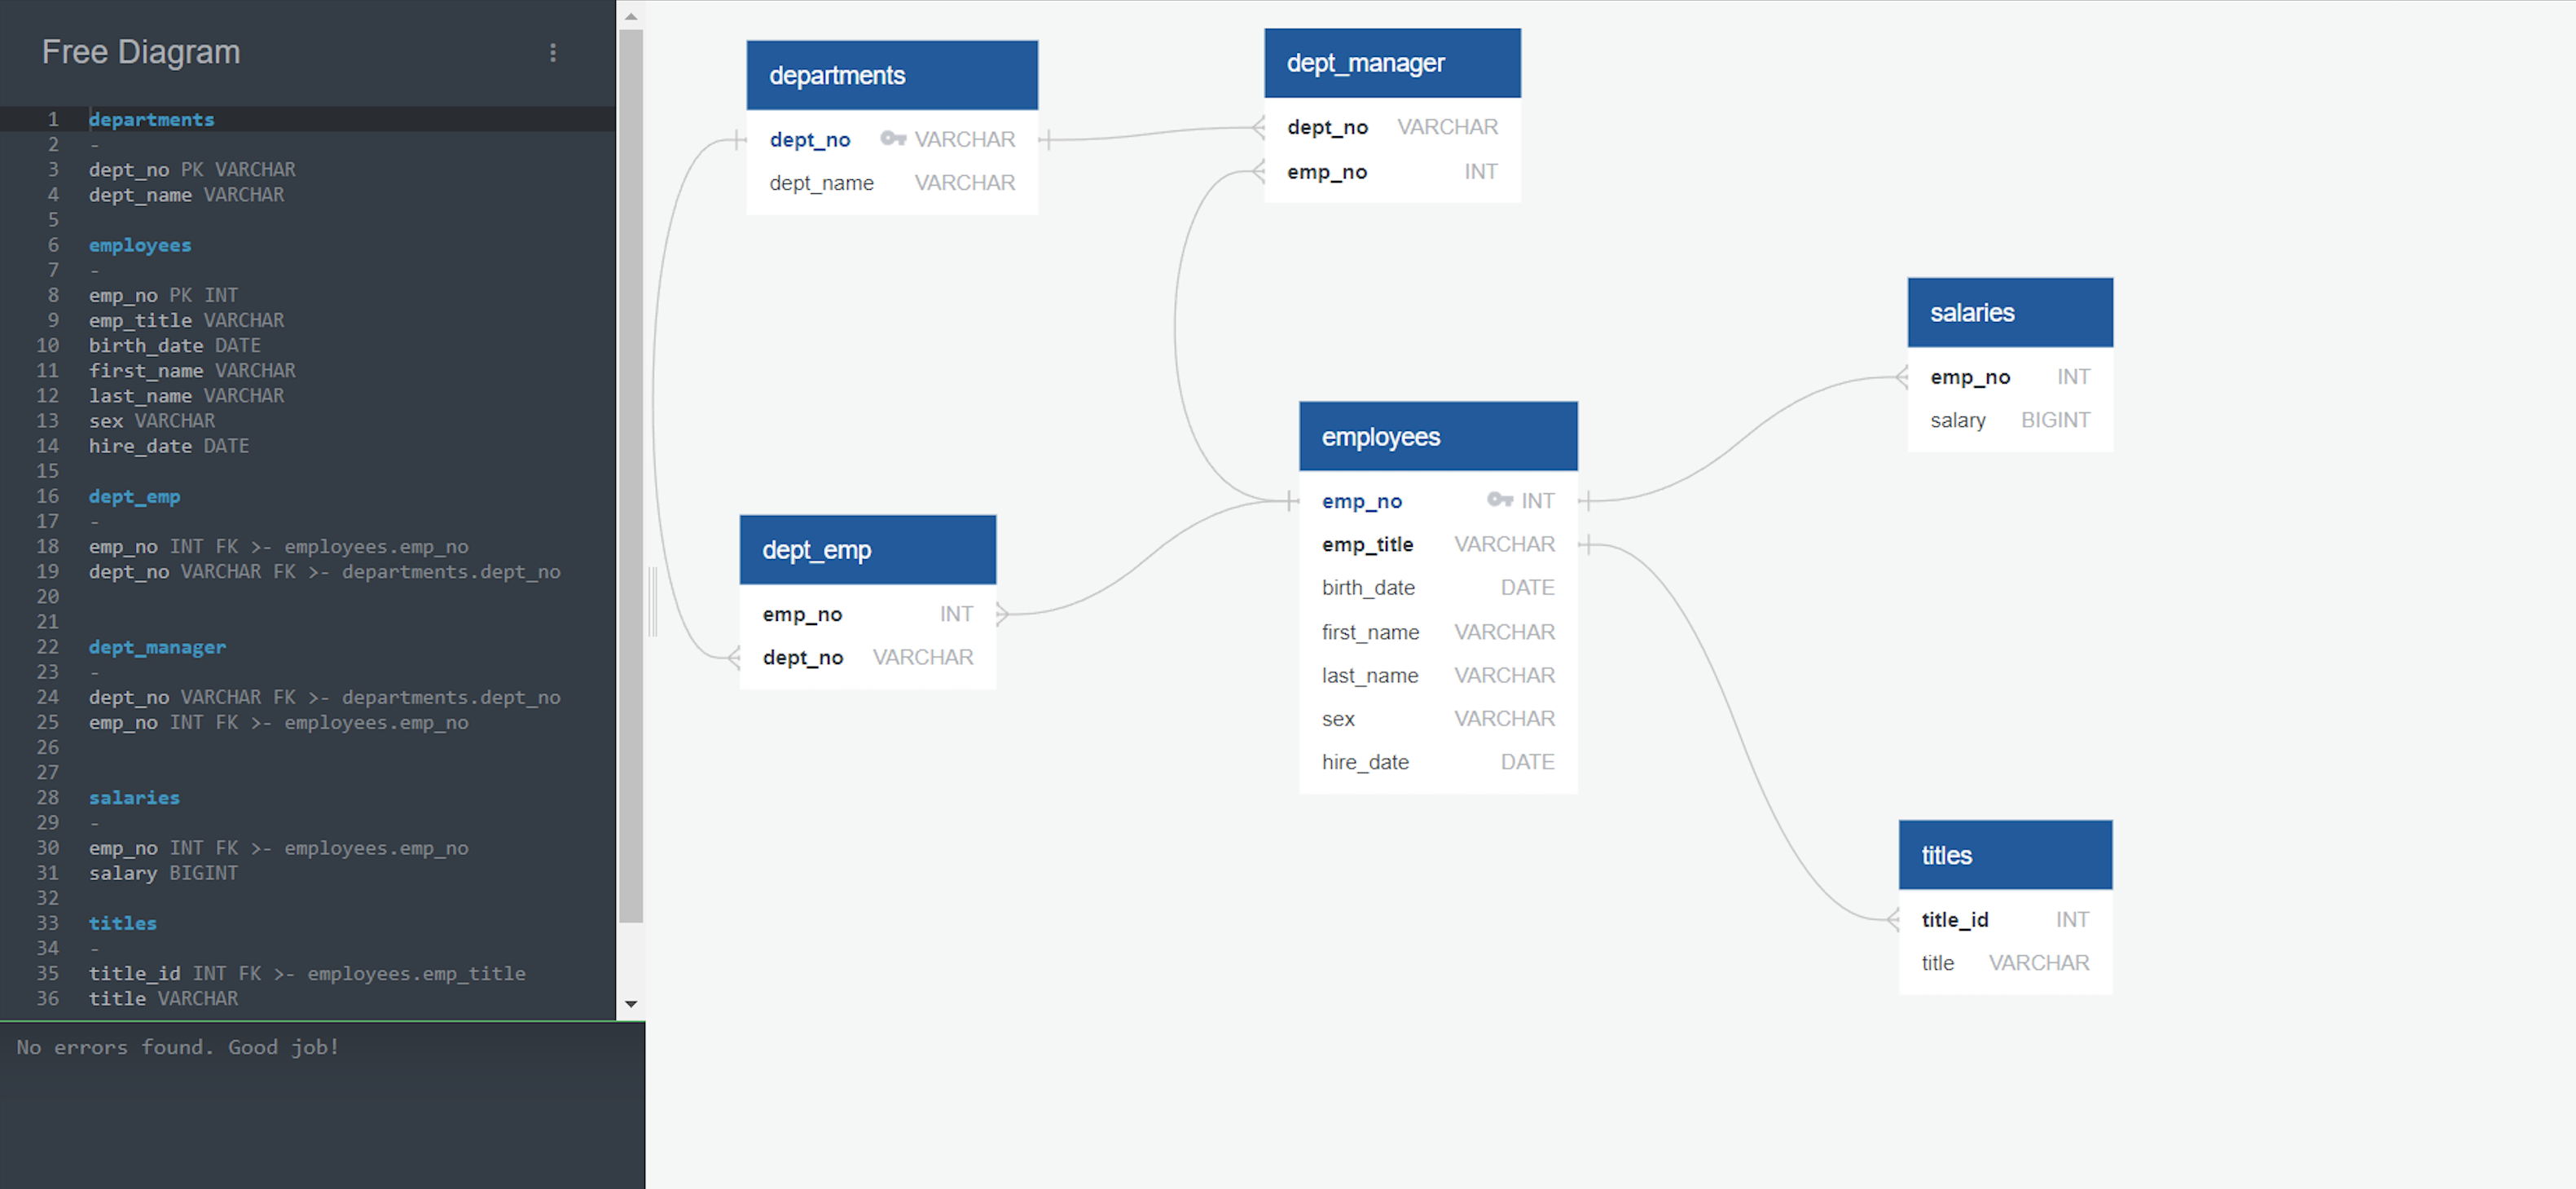 Free Diagram
1 departments
2 -
3 dept_no PK VARCHAR
4 dept_name VARCHAR
5
6 employees
7 -
8 emp_no PK INT
9 emp_title VARCHAR
10 birth_date DATE
11 first_name VARCHAR
12 last_name VARCHAR
13 sex VARCHAR
14 hire_date DATE
15
16 dept_emp
17 -
18 emp_no INT FK >- employees.emp_no
19 dept_no VARCHAR FK >- departments.dept_no
20
21
22 dept_manager
23 -
24 dept_no VARCHAR FK >- departments.dept_no
25 emp_no INT FK >- employees.emp_no
26
27
28 salaries
29 -
30 emp_no INT FK >- employees.emp_no
31 salary BIGINT
32
33 titles
34 -
35 title_id INT FK >- employees.emp_title
36 title VARCHAR
No errors found. Good job!
departments
dept_no VARCHAR
dept_name VARCHAR
dept_manager
dept_no VARCHAR
emp_no INT
salaries
emp_no INT
salary BIGINT
employees
emp_no INT
emp_title VARCHAR
birth_date DATE
first_name VARCHAR
last_name VARCHAR
sex VARCHAR
hire_date DATE
dept_emp
emp_no INT
dept_no VARCHAR
titles
title_id INT
title VARCHAR